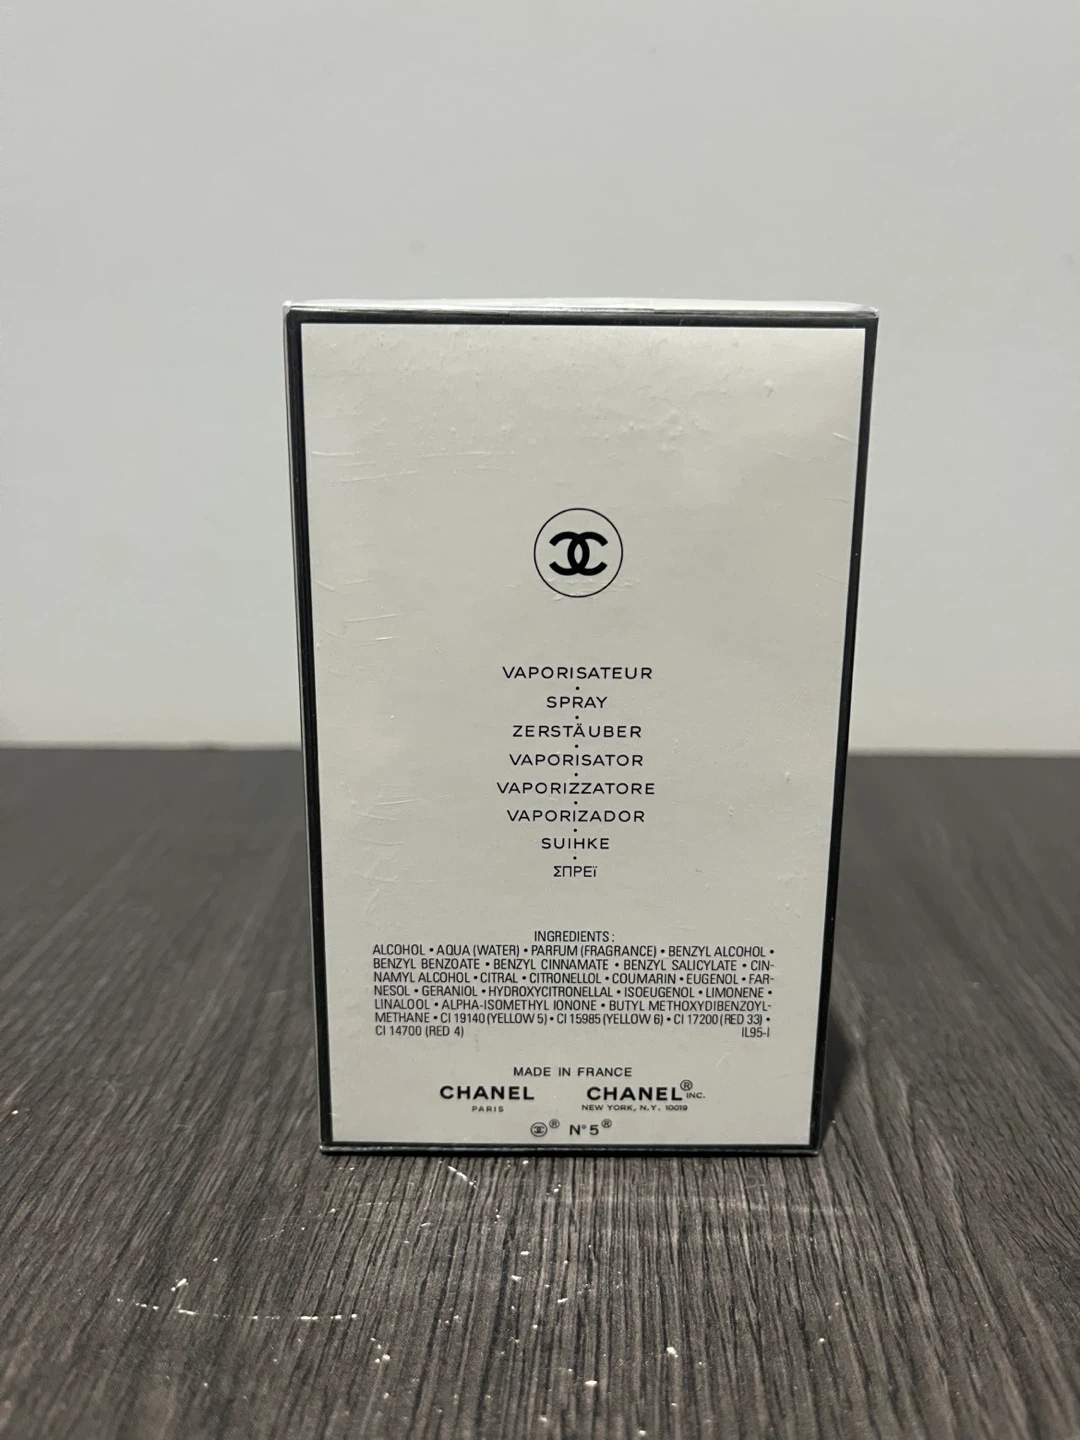 VAPORISATEUR
•
SPRAY
•
ZERSTÄUBER
•
VAPORISATOR
•
VAPORIZZATORE
•
VAPORIZADOR
•
SUIHKE
•
ΣΠΡΕϊ
INGREDIENTS :
ALCOHOL • AQUA (WATER) • PARFUM (FRAGRANCE) • BENZYL ALCOHOL •
BENZYL BENZOATE • BENZYL CINNAMATE • BENZYL SALICYLATE • CIN-
NAMYL ALCOHOL • CITRAL • CITRONELLOL • COUMARIN • EUGENOL • FAR-
NESOL • GERANIOL • HYDROXYCITRONELLAL • ISOEUGENOL • LIMONENE •
LINALOOL • ALPHA-ISOMETHYL IONONE • BUTYL METHOXYDIBENZOYL-
METHANE • CI 19140 (YELLOW 5) • CI 15985 (YELLOW 6) • CI 17200 (RED 33) •
CI 14700 (RED 4) IL95-I
MADE IN FRANCE
CHANEL CHANEL® INC.
PARIS NEW YORK, N.Y. 10019
® N°5®